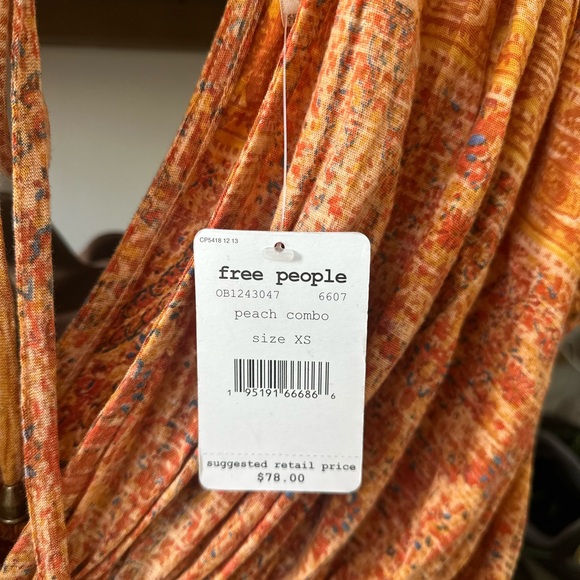 CP5418 12.13
free people
OB1243047 6607
peach combo
size XS
1 95191 66686 6
suggested retail price
$78.00